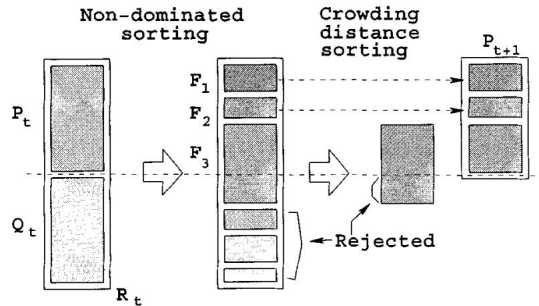 Non-dominated
sorting
Crowding
distance
sorting
P t+1
F 1
F 2
F 3
P t
Q t
R t
Rejected